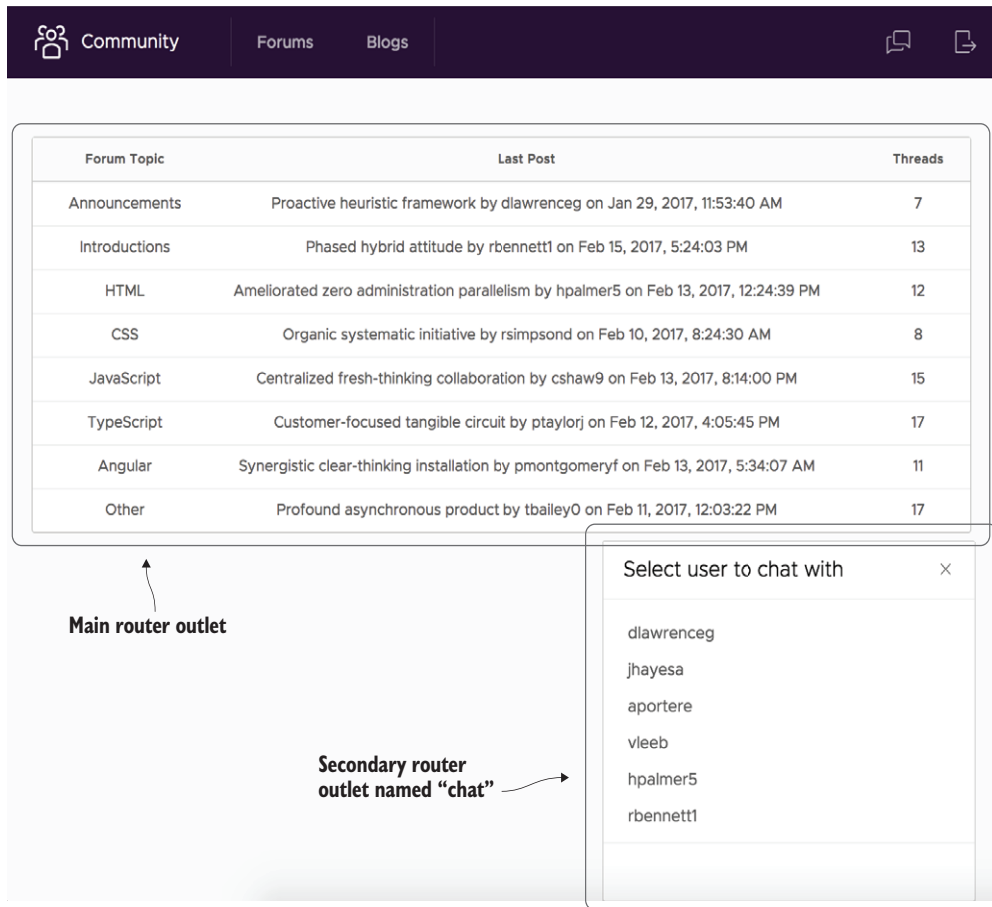 Community Forums Blogs
Forum Topic Last Post Threads
Announcements Proactive heuristic framework by dlawrenceg on Jan 29, 2017, 11:53:40 AM 7
Introductions Phased hybrid attitude by rbennett1 on Feb 15, 2017, 5:24:03 PM 13
HTML Ameliorated zero administration parallelism by hpalmer5 on Feb 13, 2017, 12:24:39 PM 12
CSS Organic systematic initiative by rsimpsond on Feb 10, 2017, 8:24:30 AM 8
JavaScript Centralized fresh-thinking collaboration by cshaw9 on Feb 13, 2017, 8:14:00 PM 15
TypeScript Customer-focused tangible circuit by ptaylorj on Feb 12, 2017, 4:05:45 PM 17
Angular Synergistic clear-thinking installation by pmontgomeryf on Feb 13, 2017, 5:34:07 AM 11
Other Profound asynchronous product by tbailey0 on Feb 11, 2017, 12:03:22 PM 17
Main router outlet
Select user to chat with
dlawrenceg
jhayesa
aportere
vleeb
hpalmer5
rbennett1
Secondary router
outlet named “chat”